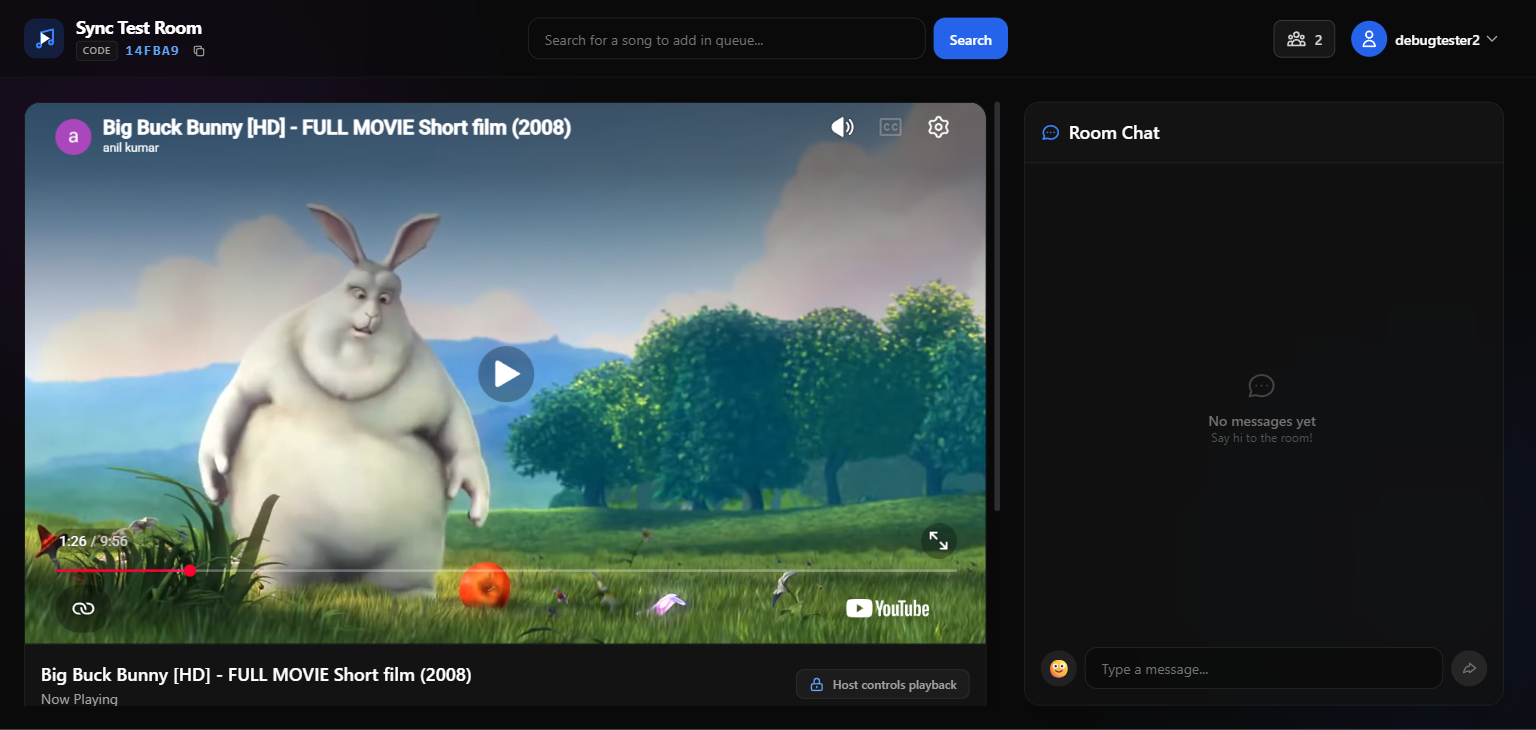 Sync Test Room
CODE 14FBA9
Search for a song to add in queue...
Search
2
debugtester2
a
Big Buck Bunny [HD] - FULL MOVIE Short film (2008)
anil kumar
CC
1:26 / 9:56
YouTube
Big Buck Bunny [HD] - FULL MOVIE Short film (2008)
Now Playing
Host controls playback
Room Chat
No messages yet
Say hi to the room!
Type a message...